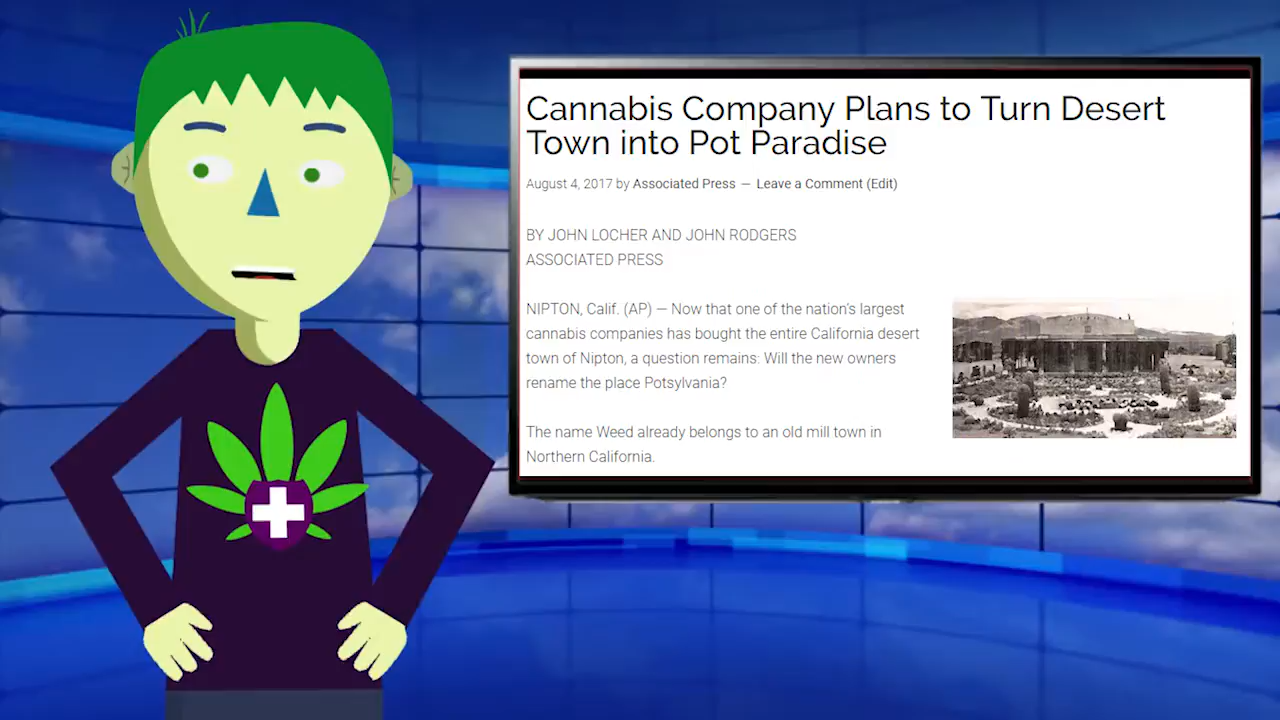 Cannabis Company Plans to Turn Desert
Town into Pot Paradise
August 4, 2017 by Associated Press — Leave a Comment (Edit)
BY JOHN LOCHER AND JOHN RODGERS
ASSOCIATED PRESS
NIPTON, Calif. (AP) — Now that one of the nation's largest
cannabis companies has bought the entire California desert
town of Nipton, a question remains: Will the new owners
rename the place Potsylvania?
The name Weed already belongs to an old mill town in
Northern California.